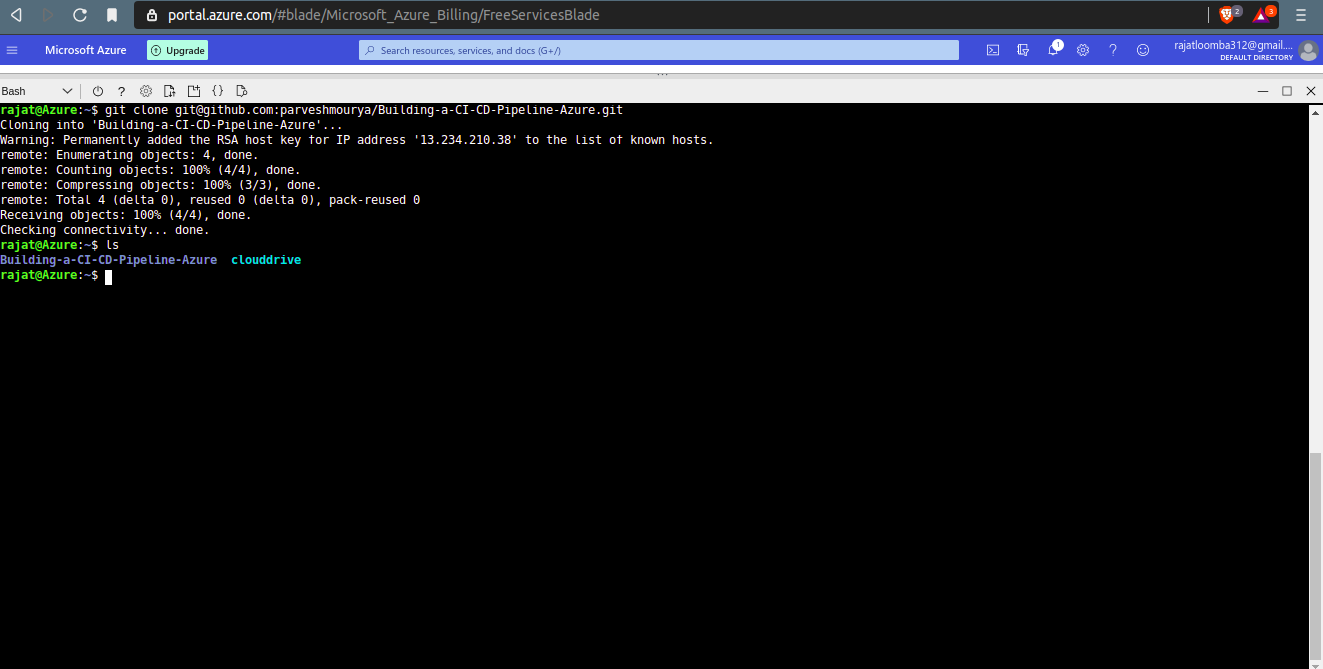 portal.azure.com/#blade/Microsoft_Azure_Billing/FreeServicesBlade
2
3
Microsoft Azure
Upgrade
Search resources, services, and docs (G+/)
1
rajatloomba312@gmail....
DEFAULT DIRECTORY
Bash
rajat@Azure:~$ git clone git@github.com:parveshmourya/Building-a-CI-CD-Pipeline-Azure.git
Cloning into 'Building-a-CI-CD-Pipeline-Azure'...
Warning: Permanently added the RSA host key for IP address '13.234.210.38' to the list of known hosts.
remote: Enumerating objects: 4, done.
remote: Counting objects: 100% (4/4), done.
remote: Compressing objects: 100% (3/3), done.
remote: Total 4 (delta 0), reused 0 (delta 0), pack-reused 0
Receiving objects: 100% (4/4), done.
Checking connectivity... done.
rajat@Azure:~$ ls
Building-a-CI-CD-Pipeline-Azure  clouddrive
rajat@Azure:~$